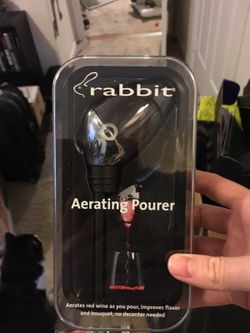 rabbit®
Aerating Pourer
Aerates red wine as you pour, improves flavor
and bouquet, no decanter needed